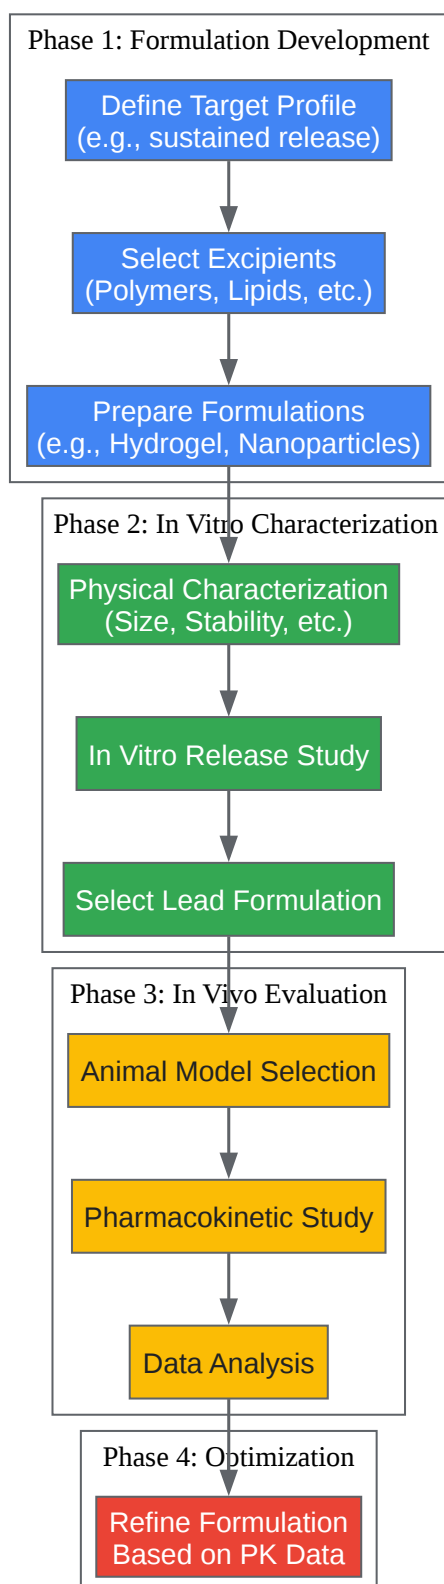 Phase 1: Formulation Development
Define Target Profile
(e.g., sustained release)
Select Excipients
(Polymers, Lipids, etc.)
Prepare Formulations
(e.g., Hydrogel, Nanoparticles)
Phase 2: In Vitro Characterization
Physical Characterization
(Size, Stability, etc.)
In Vitro Release Study
Select Lead Formulation
Phase 3: In Vivo Evaluation
Animal Model Selection
Pharmacokinetic Study
Data Analysis
Phase 4: Optimization
Refine Formulation
Based on PK Data